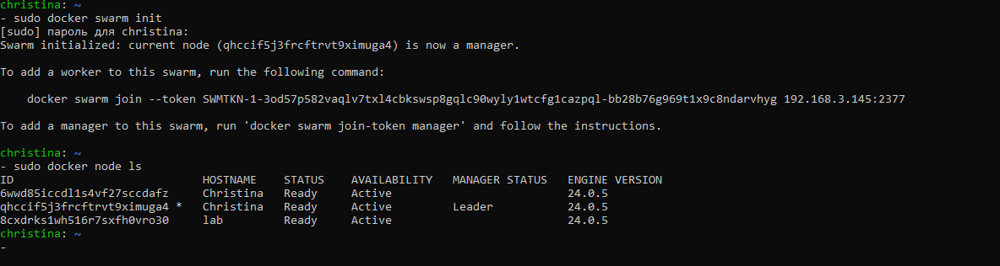 christina: ~
- sudo docker swarm init
[sudo] пароль для christina:
Swarm initialized: current node (qhccif5j3frcftrvt9ximuga4) is now a manager.
To add a worker to this swarm, run the following command:
docker swarm join --token SWMTKN-1-3od57p582vaqlv7txl4cbkswsp8gqlc90wyly1wtcfg1cazpql-bb28b76g969t1x9c8ndarvhyg 192.168.3.145:2377
To add a manager to this swarm, run 'docker swarm join-token manager' and follow the instructions.
christina: ~
- sudo docker node ls
ID HOSTNAME STATUS AVAILABILITY MANAGER STATUS ENGINE VERSION
6wwd85iccdl1s4vf27sccdafz Christina Ready Active 24.0.5
qhccif5j3frcftrvt9ximuga4 * Christina Ready Active Leader 24.0.5
8cxdrks1wh516r7sxfh0vro30 lab Ready Active 24.0.5
christina: ~
-